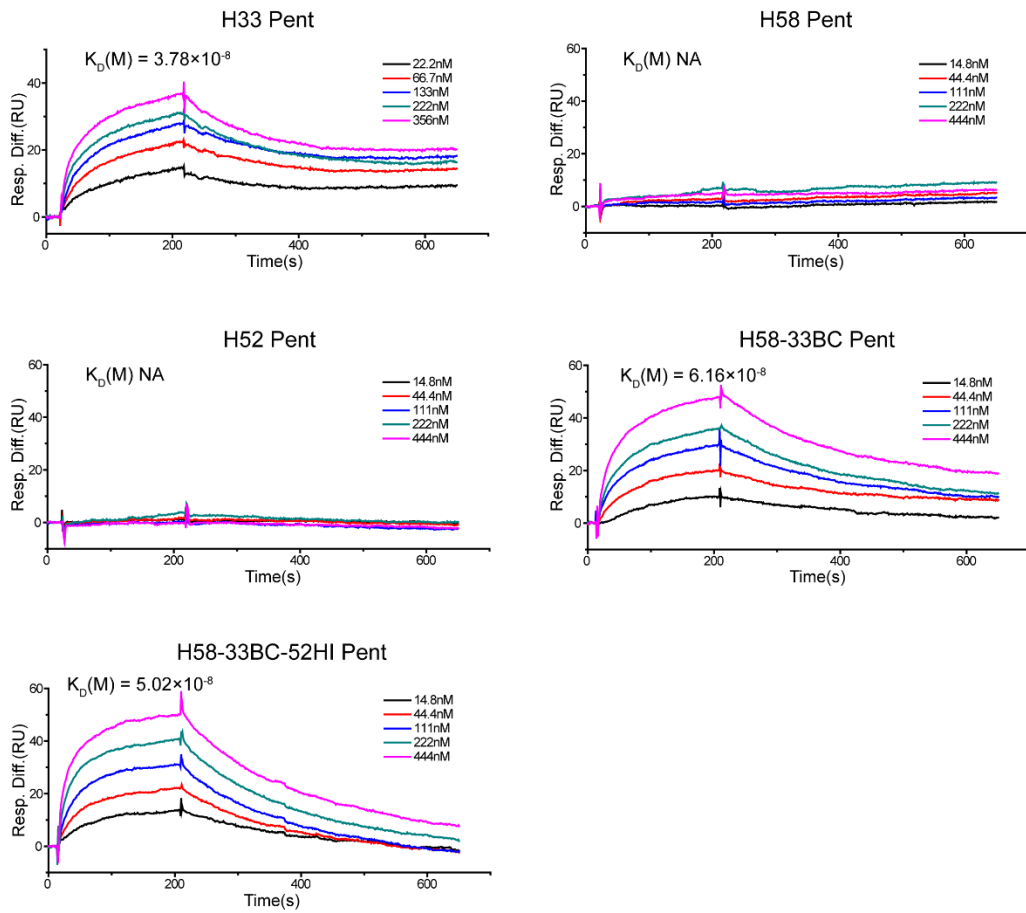 H33 Pent
K_D(M) = 3.78×10⁻⁸
22.2nM
66.7nM
133nM
222nM
356nM
Resp. Diff.(RU)
40
20
0
0
200
400
600
Time(s)
H58 Pent
K_D(M) NA
14.8nM
44.4nM
111nM
222nM
444nM
Resp. Diff.(RU)
60
40
20
0
0
200
400
600
Time(s)
H52 Pent
K_D(M) NA
14.8nM
44.4nM
111nM
222nM
444nM
Resp. Diff.(RU)
60
40
20
0
0
200
400
600
Time(s)
H58-33BC Pent
K_D(M) = 6.16×10⁻⁸
14.8nM
44.4nM
111nM
222nM
444nM
Resp. Diff.(RU)
60
40
20
0
0
200
400
600
Time(s)
H58-33BC-52HI Pent
K_D(M) = 5.02×10⁻⁸
14.8nM
44.4nM
111nM
222nM
444nM
Resp. Diff.(RU)
60
40
20
0
0
200
400
600
Time(s)